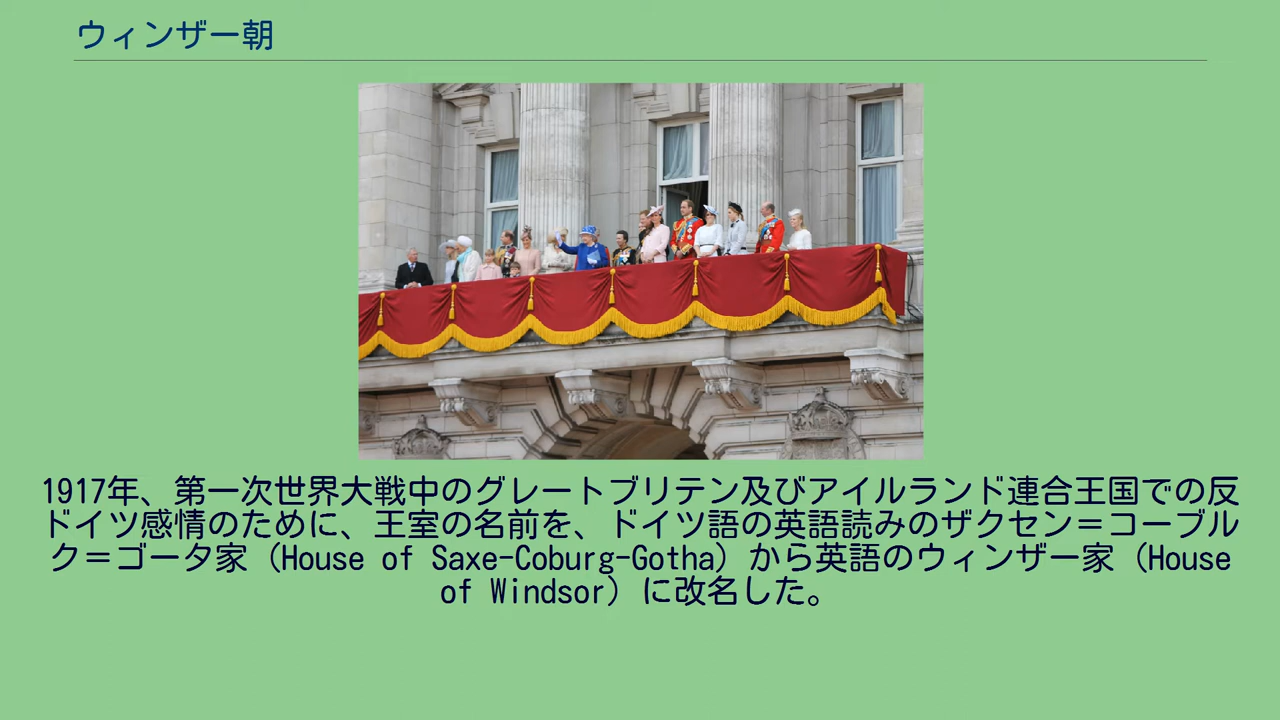 ウィンザー朝
1917年、第一次世界大戦中のグレートブリテン及びアイルランド連合王国での反
ドイツ感情のために、王室の名前を、ドイツ語の英語読みのザクセン＝コーブル
ク＝ゴータ家（House of Saxe-Coburg-Gotha）から英語のウィンザー家（House
of Windsor）に改名した。